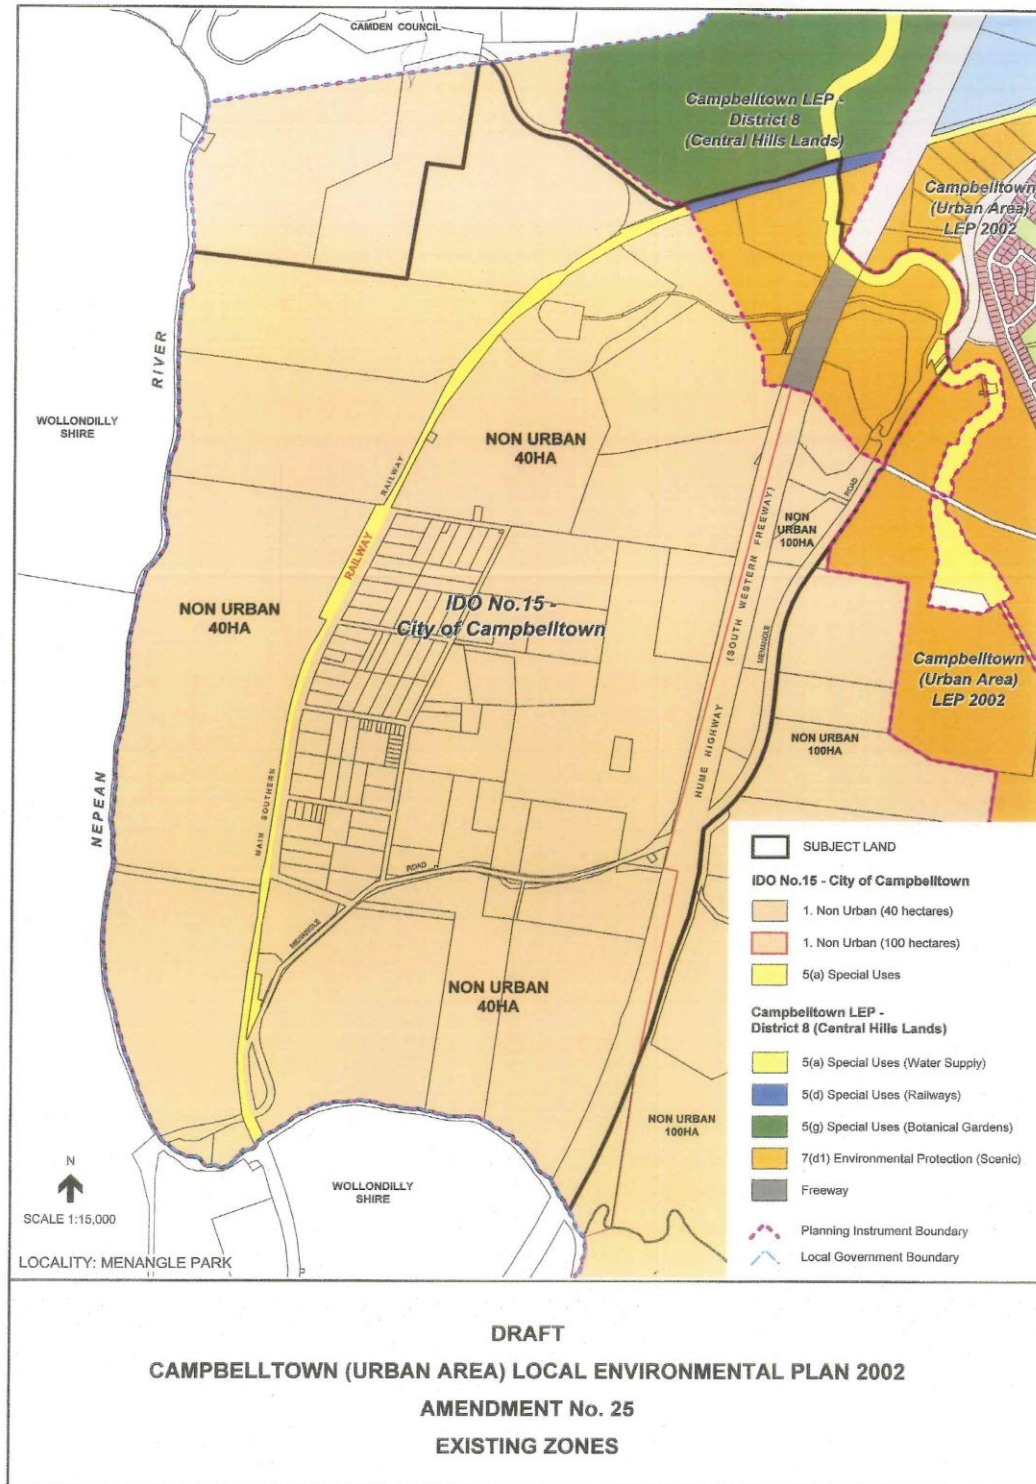 CAMDEN COUNCIL
Campbelltown LEP -
District 8
(Central Hills Lands)
Campbelltown
(Urban Area)
LEP 2002
RIVER
WOLLONDILLY
SHIRE
NON URBAN
40HA
RAILWAY
RAILWAY
(SOUTH WESTERN FREEWAY)
ROAD
NON
URBAN
100HA
NON URBAN
40HA
IDO No.15 -
City of Campbelltown
MENANGLE
Campbelltown
(Urban Area)
LEP 2002
NON URBAN
100HA
HUME HIGHWAY
NEPEAN
MAIN SOUTHERN
ROAD
MENANGLE
NON URBAN
40HA
NON URBAN
100HA
WOLLONDILLY
SHIRE
SUBJECT LAND
IDO No.15 - City of Campbelltown
1. Non Urban (40 hectares)
1. Non Urban (100 hectares)
5(a) Special Uses
Campbelltown LEP -
District 8 (Central Hills Lands)
5(a) Special Uses (Water Supply)
5(d) Special Uses (Railways)
5(g) Special Uses (Botanical Gardens)
7(d1) Environmental Protection (Scenic)
Freeway
Planning Instrument Boundary
Local Government Boundary
N
SCALE 1:15,000
LOCALITY: MENANGLE PARK
DRAFT
CAMPBELLTOWN (URBAN AREA) LOCAL ENVIRONMENTAL PLAN 2002
AMENDMENT No. 25
EXISTING ZONES